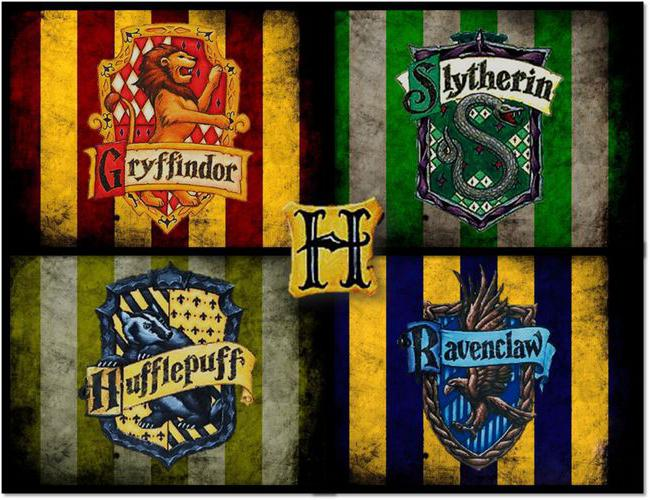 Gryffindor
Slytherin
H
Hufflepuff
Ravenclaw